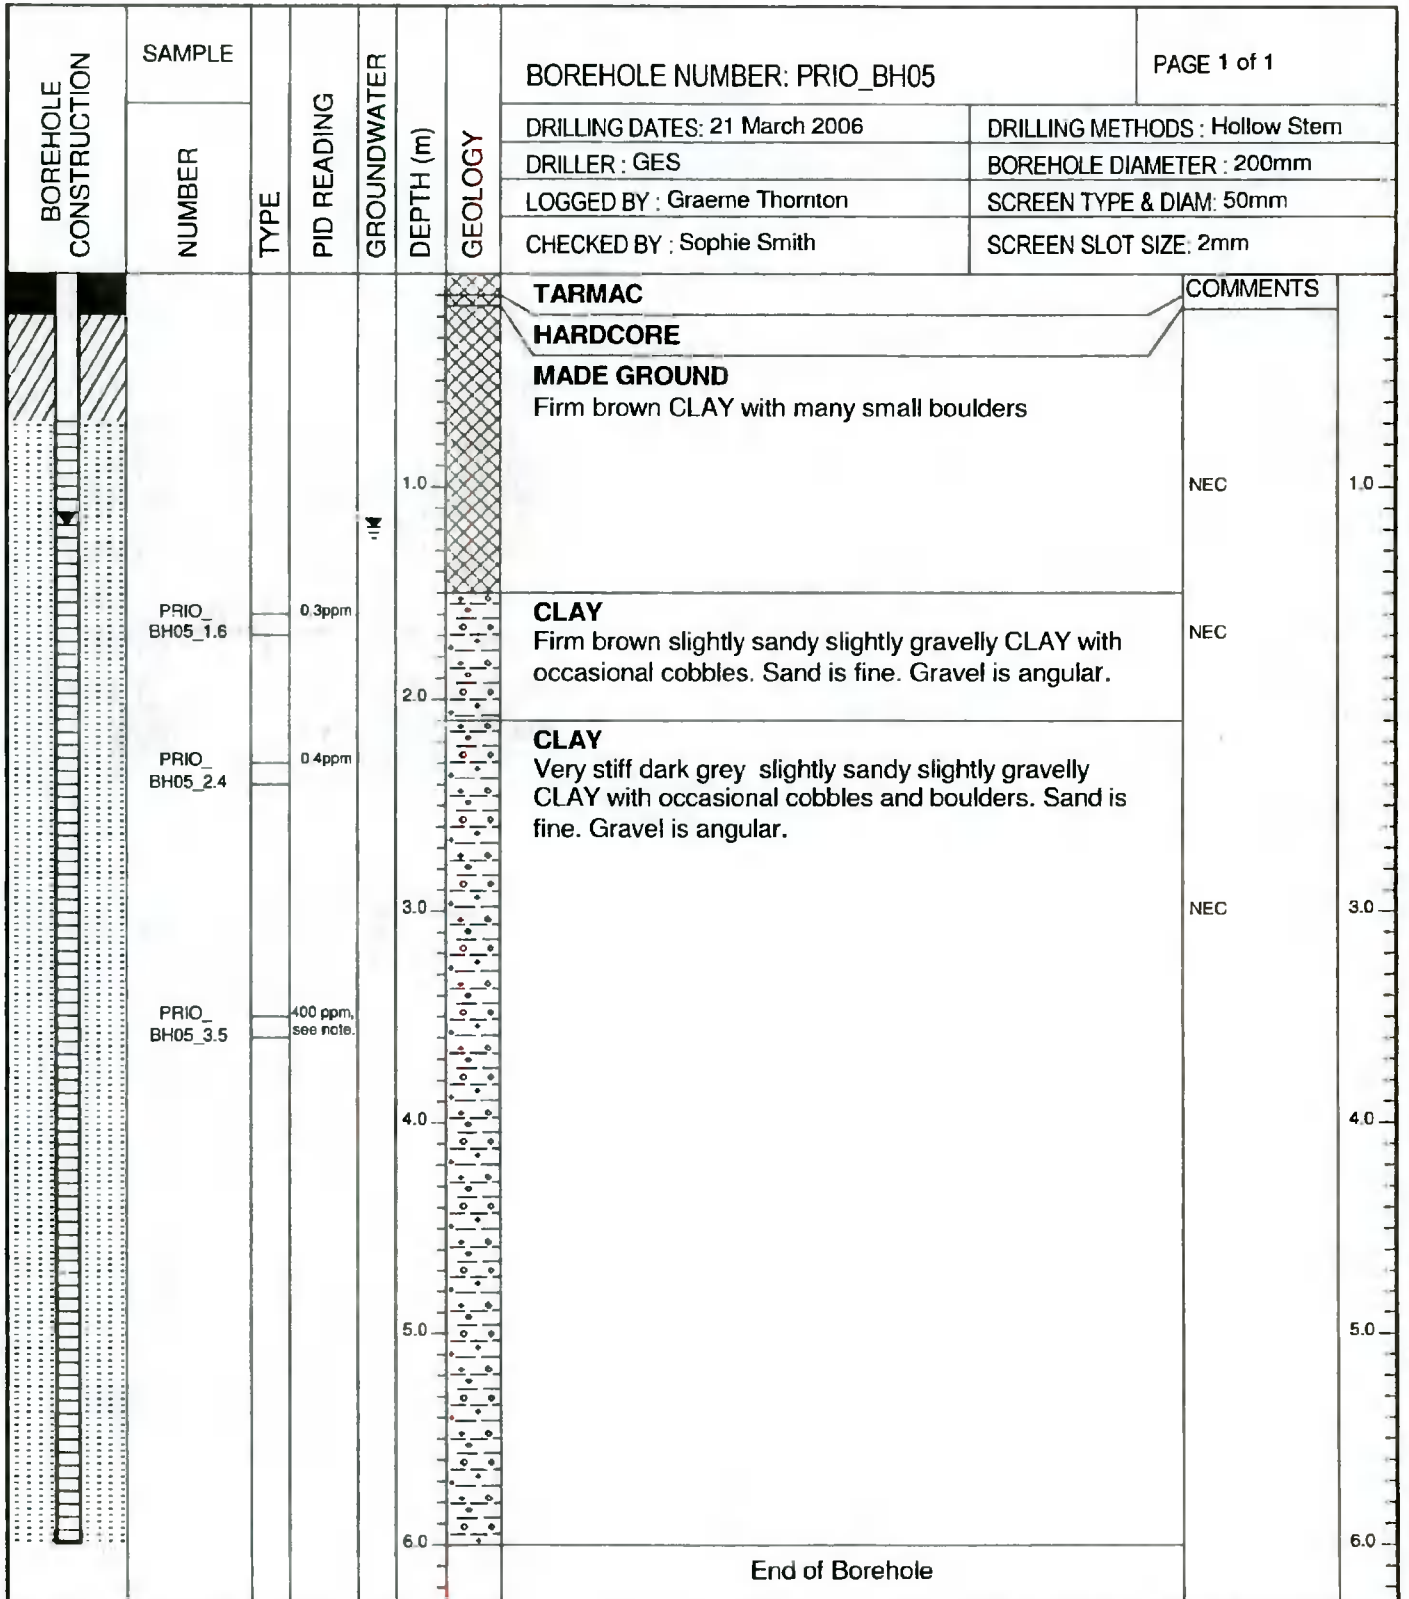 BOREHOLE CONSTRUCTION
SAMPLE
NUMBER
TYPE
PID READING
GROUNDWATER
DEPTH (m)
GEOLOGY
BOREHOLE NUMBER: PRIO_BH05
PAGE 1 of 1
DRILLING DATES: 21 March 2006
DRILLING METHODS : Hollow Stem
DRILLER : GES
BOREHOLE DIAMETER : 200mm
LOGGED BY : Graeme Thornton
SCREEN TYPE & DIAM: 50mm
CHECKED BY : Sophie Smith
SCREEN SLOT SIZE: 2mm
TARMAC
COMMENTS
HARDCORE
MADE GROUND
Firm brown CLAY with many small boulders
1.0
NEC
1.0
PRIO_
BH05_1.6
0.3ppm
CLAY
Firm brown slightly sandy slightly gravelly CLAY with
occasional cobbles. Sand is fine. Gravel is angular.
NEC
2.0
PRIO_
BH05_2.4
0.4ppm
CLAY
Very stiff dark grey slightly sandy slightly gravelly
CLAY with occasional cobbles and boulders. Sand is
fine. Gravel is angular.
3.0
NEC
3.0
PRIO_
BH05_3.5
400 ppm,
see note.
4.0
4.0
5.0
5.0
6.0
6.0
End of Borehole